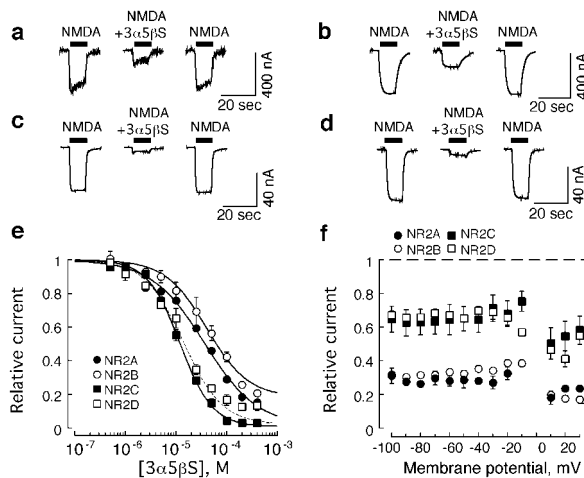 a
NMDA
NMDA +3α5βS
NMDA
400 nA
20 sec
b
NMDA
NMDA +3α5βS
NMDA
400 nA
20 sec
c
NMDA
NMDA +3α5βS
NMDA
40 nA
20 sec
d
NMDA
NMDA +3α5βS
NMDA
40 nA
20 sec
e
Relative current
1
0.8
0.6
0.4
0.2
0
NR2A
NR2B
NR2C
NR2D
10⁻⁷ 10⁻⁶ 10⁻⁵ 10⁻⁴ 10⁻³
[3α5βS], M
f
NR2A NR2C
NR2B NR2D
Relative current
1
0.8
0.6
0.4
0.2
0
-100 -80 -60 -40 -20 0 20
Membrane potential, mV